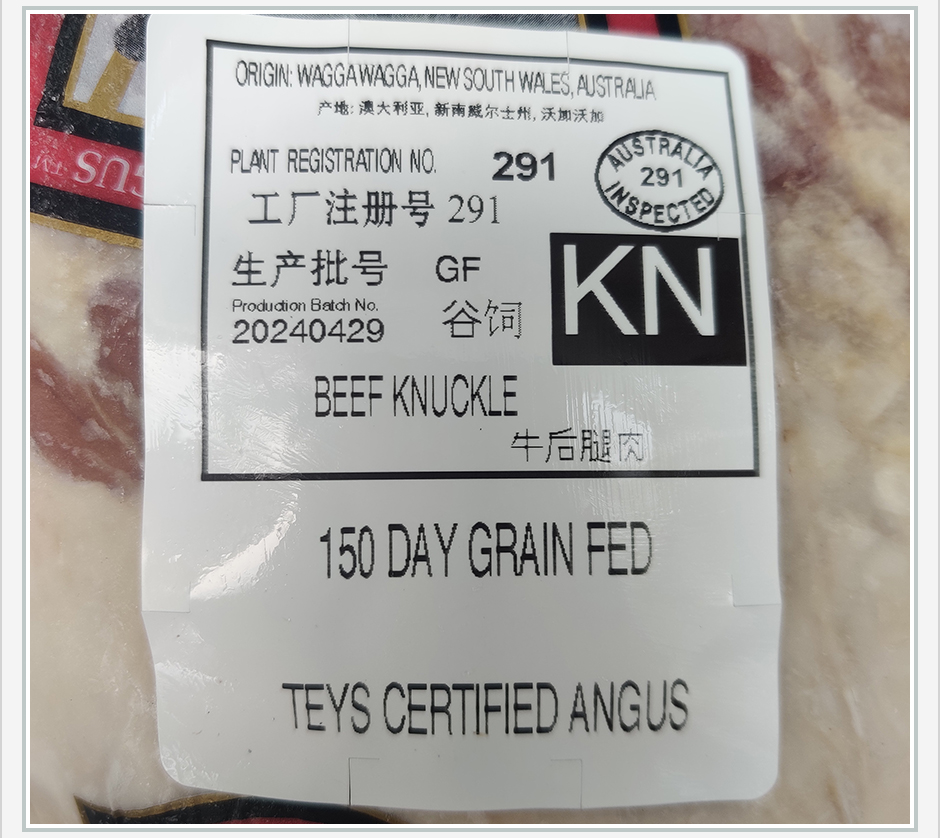 ORIGIN: WAGGA WAGGA, NEW SOUTH WALES, AUSTRALIA
产地: 澳大利亚, 新南威尔士州, 沃加沃加
PLANT REGISTRATION NO. 291
工厂注册号 291
AUSTRALIA
291
INSPECTED
生产批号 GF
Production Batch No.
20240429 谷饲
KN
BEEF KNUCKLE
牛后腿肉
150 DAY GRAIN FED
TEYS CERTIFIED ANGUS